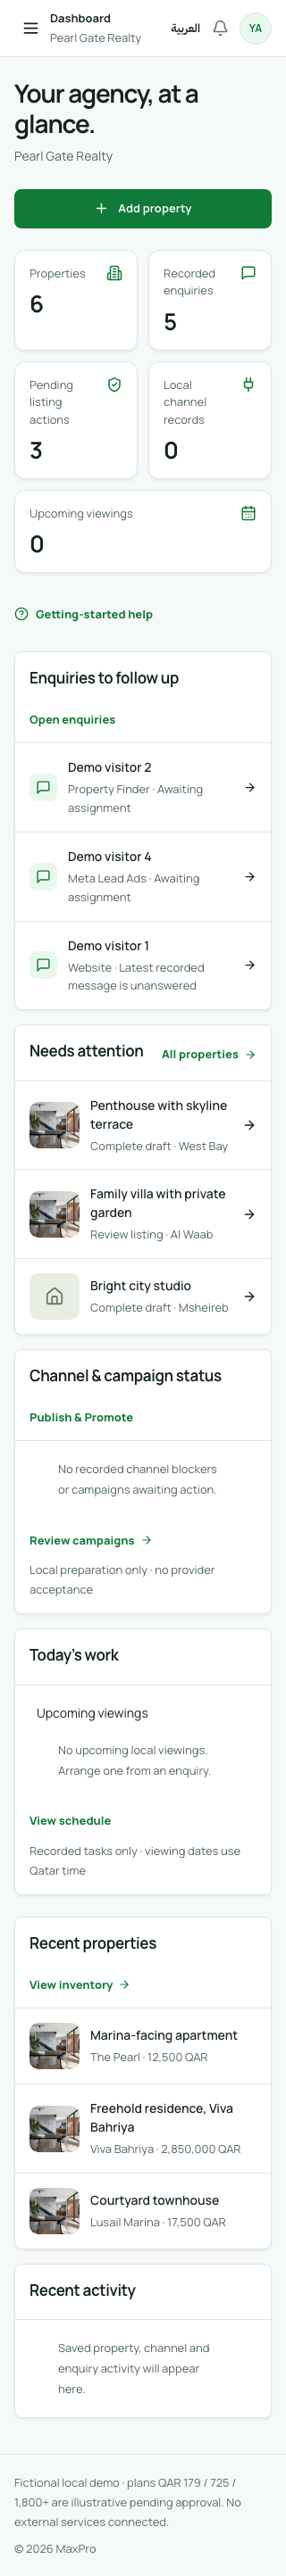 Dashboard
Pearl Gate Realty
العربية
YA
Your agency, at a
glance.
Pearl Gate Realty
Add property
Properties
6
Recorded
enquiries
5
Pending
listing
actions
3
Local
channel
records
0
Upcoming viewings
0
Getting-started help
Enquiries to follow up
Open enquiries
Demo visitor 2
Property Finder · Awaiting
assignment
Demo visitor 4
Meta Lead Ads · Awaiting
assignment
Demo visitor 1
Website · Latest recorded
message is unanswered
Needs attention
All properties
Penthouse with skyline
terrace
Complete draft · West Bay
Family villa with private
garden
Review listing · Al Waab
Bright city studio
Complete draft · Msheireb
Channel & campaign status
Publish & Promote
No recorded channel blockers
or campaigns awaiting action.
Review campaigns
Local preparation only · no provider
acceptance
Today's work
Upcoming viewings
No upcoming local viewings.
Arrange one from an enquiry.
View schedule
Recorded tasks only · viewing dates use
Qatar time
Recent properties
View inventory
Marina-facing apartment
The Pearl · 12,500 QAR
Freehold residence, Viva
Bahriya
Viva Bahriya · 2,850,000 QAR
Courtyard townhouse
Lusail Marina · 17,500 QAR
Recent activity
Saved property, channel and
enquiry activity will appear
here.
Fictional local demo · plans QAR 179 / 725 /
1,800+ are illustrative pending approval. No
external services connected.
© 2026 MaxPro